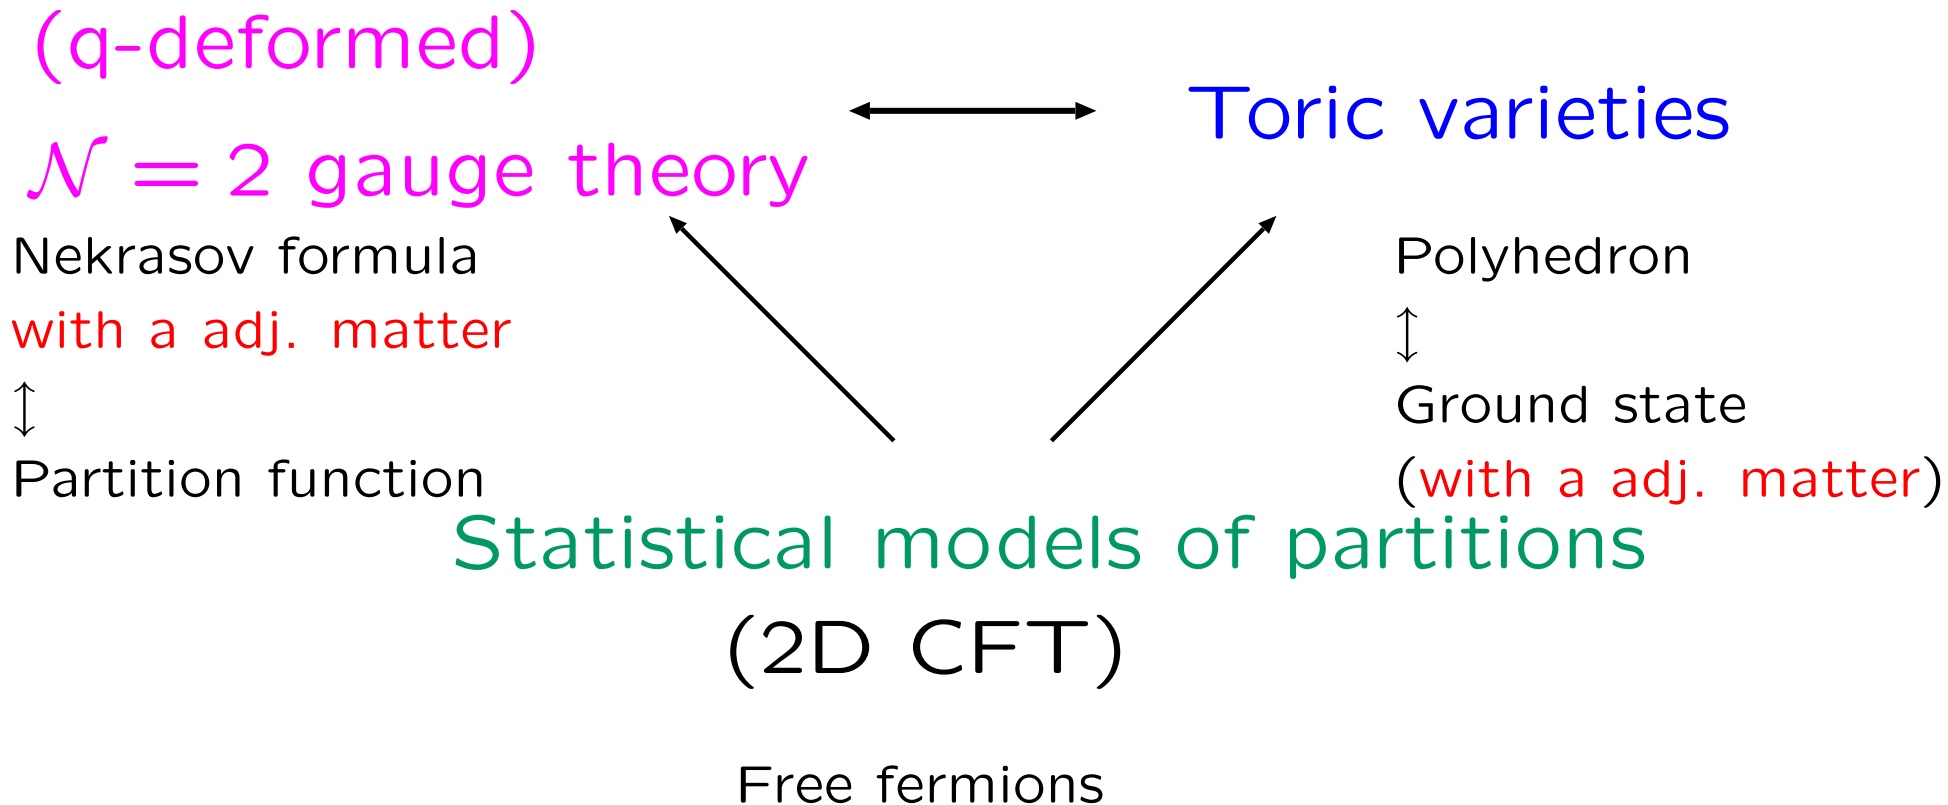 (q-deformed)
𝒩 = 2 gauge theory
Toric varieties
Nekrasov formula
with a adj. matter
↕
Partition function
Polyhedron
↕
Ground state
(with a adj. matter)
Statistical models of partitions
(2D CFT)
Free fermions